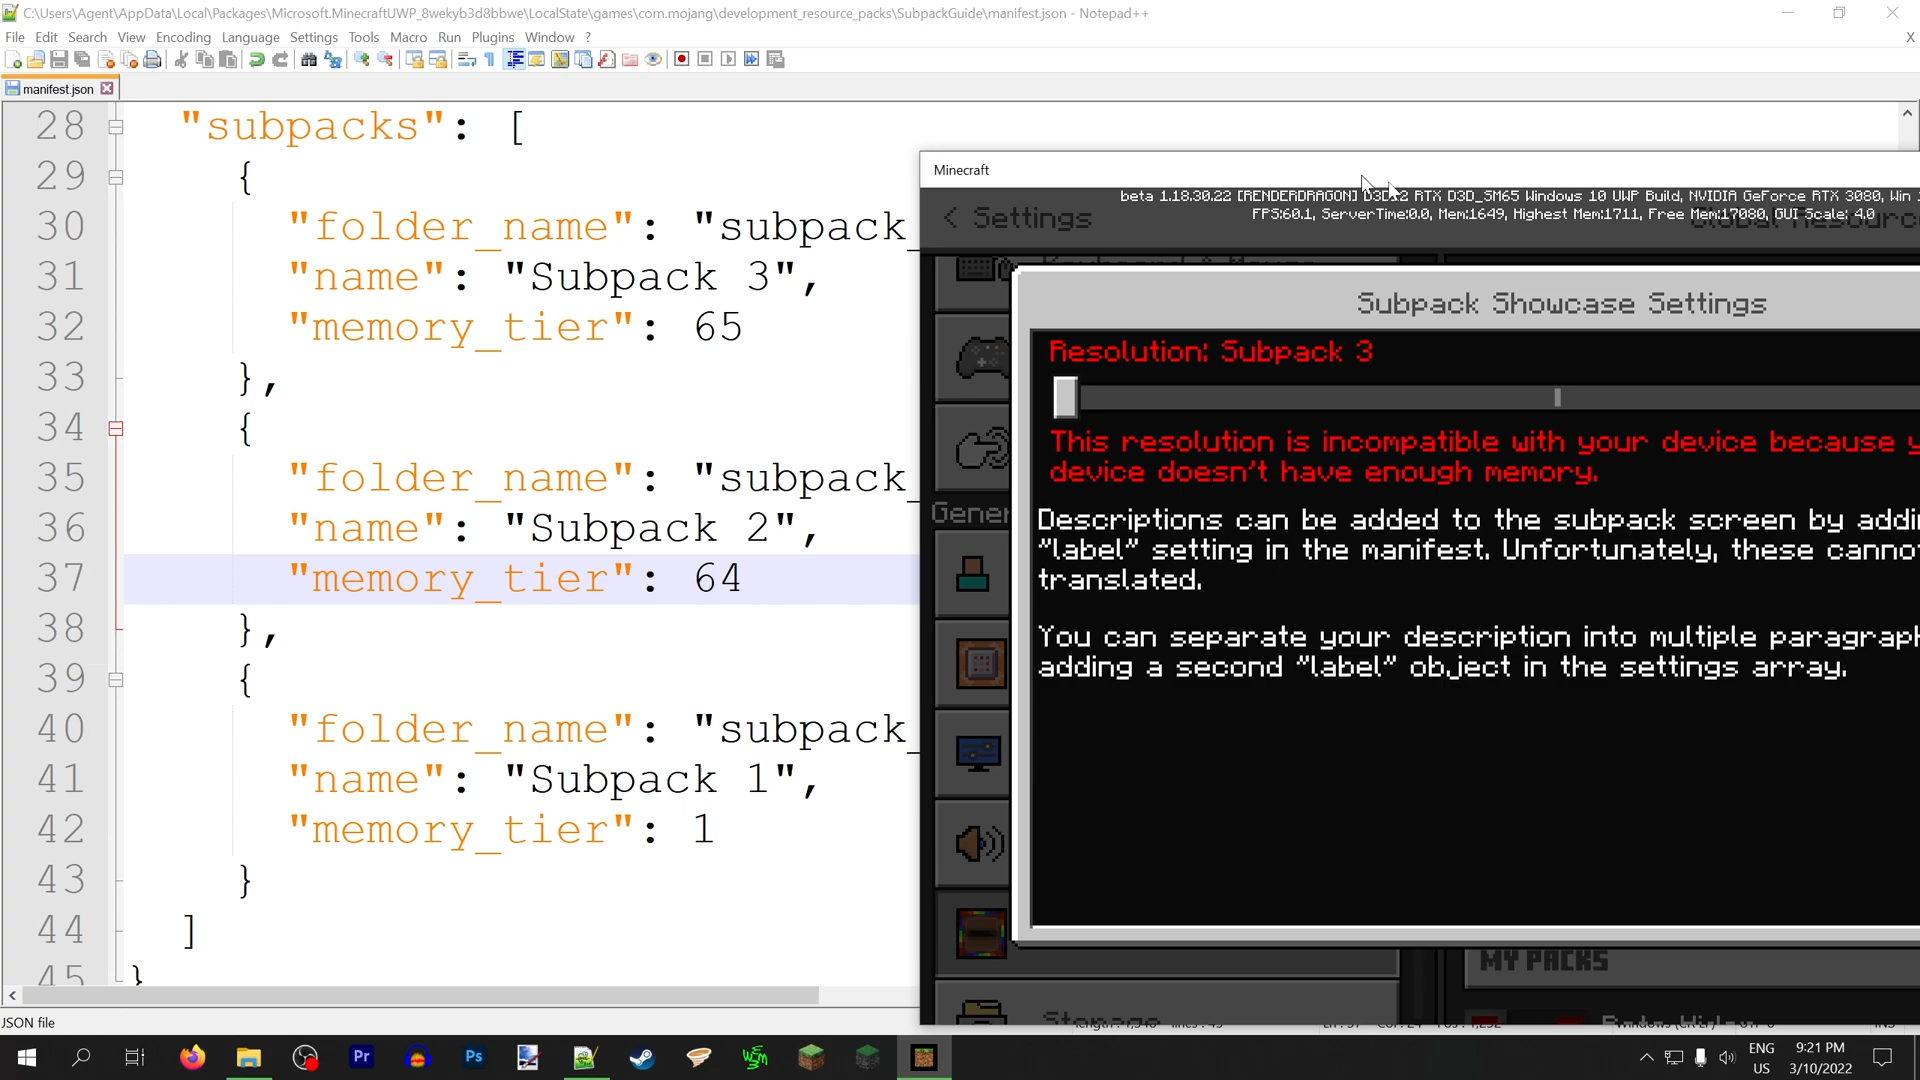 C:\Users\Agent\AppData\Local\Packages\Microsoft.MinecraftUWP_8wekyb3d8bbwe\LocalState\games\com.mojang\development_resource_packs\SubpackGuide\manifest.json - Notepad++
File Edit Search View Encoding Language Settings Tools Macro Run Plugins Window ?
X
manifest.json
28 "subpacks": [
29 {
30 "folder_name": "subpack_
31 "name": "Subpack 3",
32 "memory_tier": 65
33 },
34 {
35 "folder_name": "subpack_
36 "name": "Subpack 2",
37 "memory_tier": 64
38 },
39 {
40 "folder_name": "subpack_
41 "name": "Subpack 1",
42 "memory_tier": 1
43 }
44 ]
45 }
JSON file
Minecraft
beta 1.18.30.22 [RENDERDRAGON] D3D12 RTX D3D_SM65 Windows 10 UWP Build, NVIDIA GeForce RTX 3080, Win
FPS:60.1, ServerTime:0.0, Mem:1649, Highest Mem:1711, Free Mem:17080, GUI Scale: 4.0
< Settings
Subpack Showcase Settings
Resolution: Subpack 3
This resolution is incompatible with your device because y
device doesn't have enough memory.
Gener
Descriptions can be added to the subpack screen by addi
"label" setting in the manifest. Unfortunately, these canno
translated.
You can separate your description into multiple paragraph
adding a second "label" object in the settings array.
MY PACKS
Storage
Pr
Ps
ENG
US
9:21 PM
3/10/2022